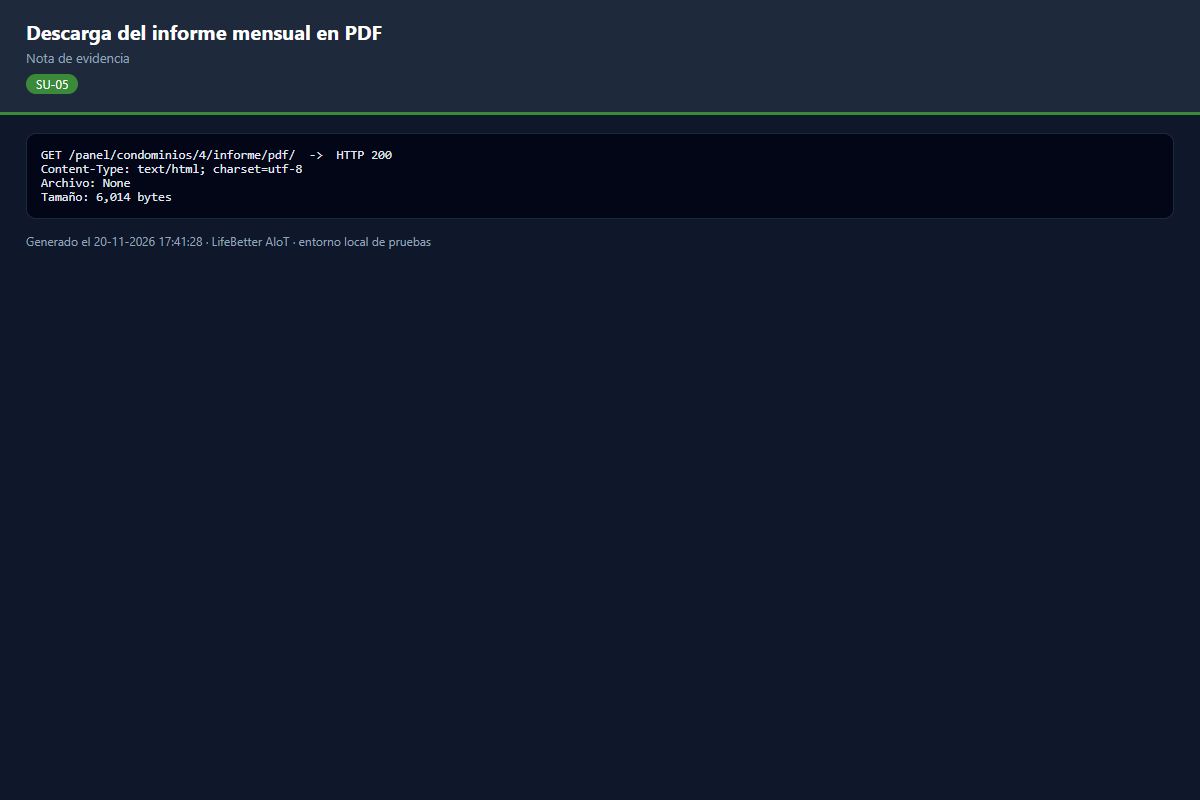 Descarga del informe mensual en PDF
Nota de evidencia
SU-05
GET /panel/condominios/4/informe/pdf/  ->  HTTP 200
Content-Type: text/html; charset=utf-8
Archivo: None
Tamaño: 6,014 bytes
Generado el 20-11-2026 17:41:28 · LifeBetter AIoT · entorno local de pruebas